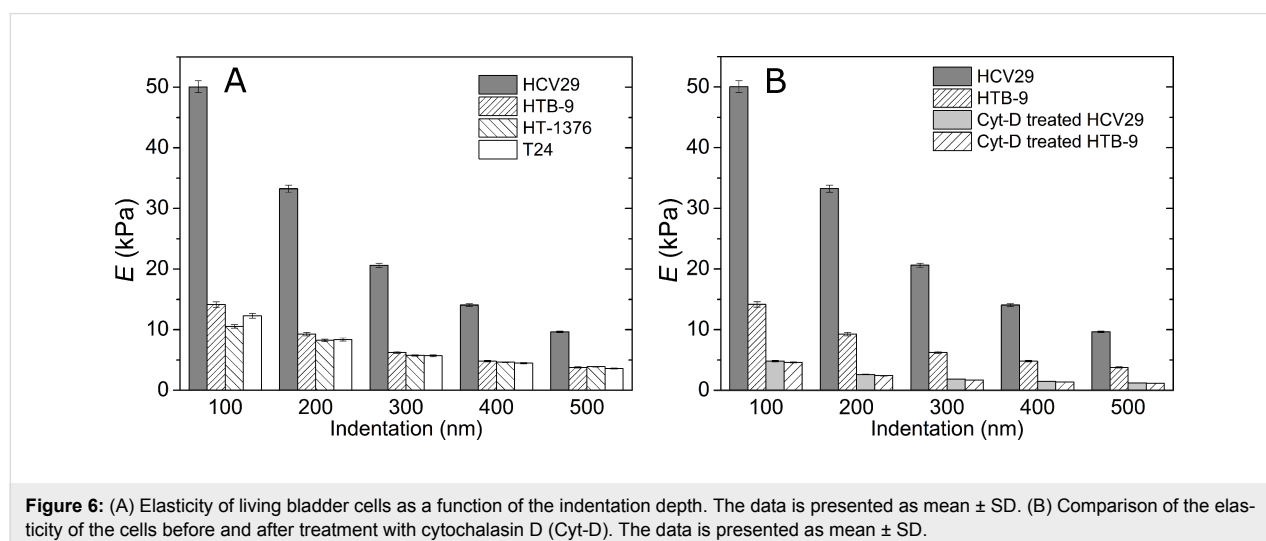 A
HCV29
HTB-9
HT-1376
T24
E (kPa)
50
40
30
20
10
0
100 200 300 400 500
Indentation (nm)
B
HCV29
HTB-9
Cyt-D treated HCV29
Cyt-D treated HTB-9
E (kPa)
50
40
30
20
10
0
100 200 300 400 500
Indentation (nm)
Figure 6: (A) Elasticity of living bladder cells as a function of the indentation depth. The data is presented as mean ± SD. (B) Comparison of the elas-
ticity of the cells before and after treatment with cytochalasin D (Cyt-D). The data is presented as mean ± SD.